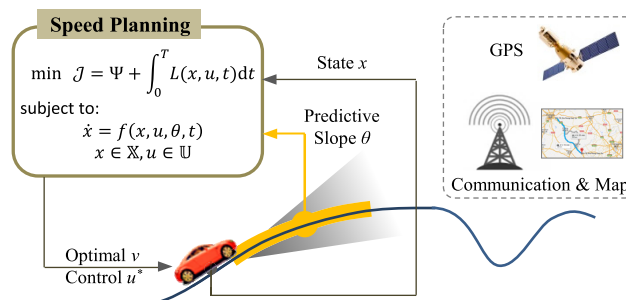 Speed Planning
min 𝒥 = Ψ + ∫₀ᵀ L(x, u, t)dt
subject to:
ẋ = f(x, u, θ, t)
x ∈ 𝕏, u ∈ 𝕌
State x
Predictive
Slope θ
GPS
Communication & Map
Optimal v
Control u*